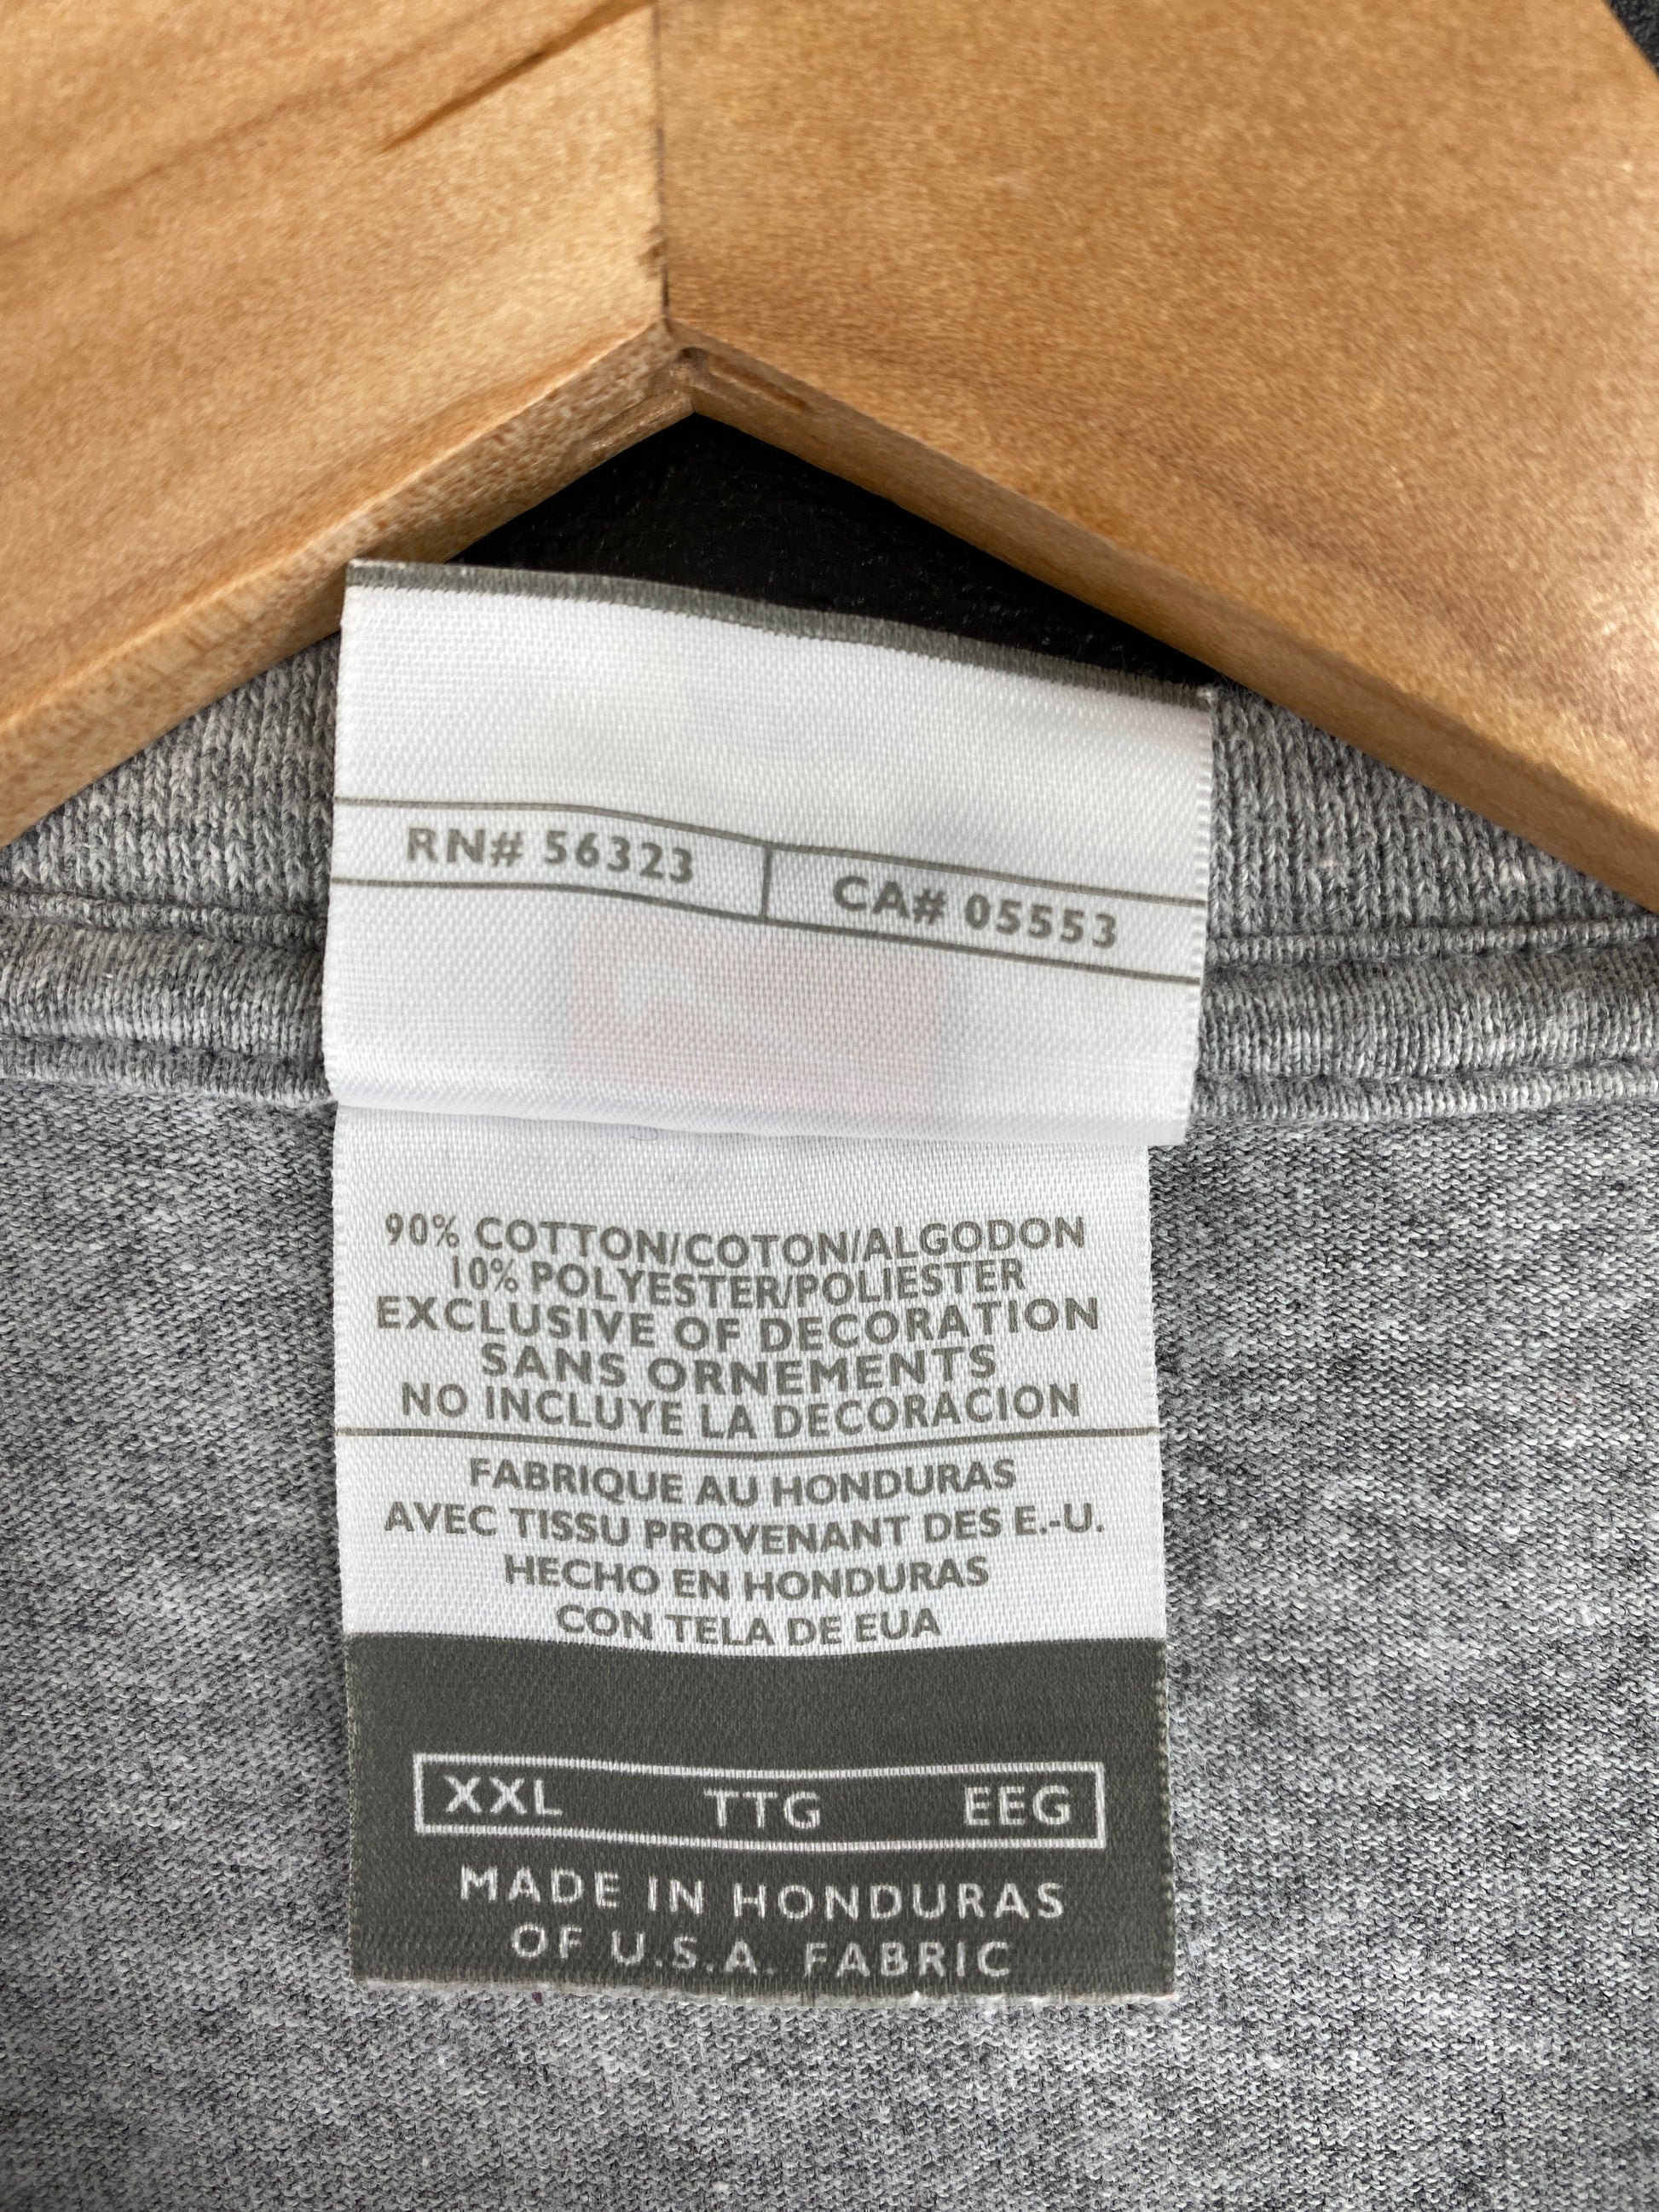 RN# 56323 CA# 05553
90% COTTON/COTON/ALGODON
10% POLYESTER/POLIESTER
EXCLUSIVE OF DECORATION
SANS ORNEMENTS
NO INCLUYE LA DECORACION
FABRIQUE AU HONDURAS
AVEC TISSU PROVENANT DES E.-U.
HECHO EN HONDURAS
CON TELA DE EUA
XXL TTG EEG
MADE IN HONDURAS
OF U.S.A. FABRIC